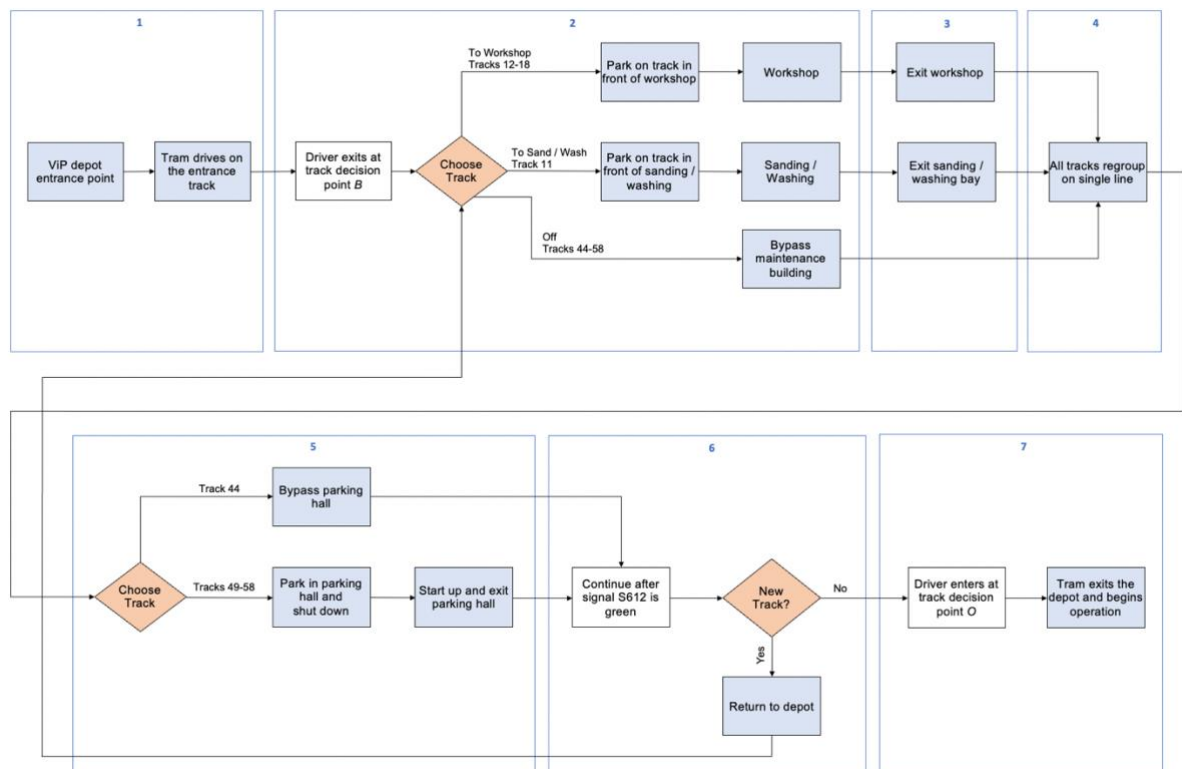 1
ViP depot
entrance point
Tram drives on
the entrance
track
2
Driver exits at
track decision
point B
Choose
Track
To Workshop
Tracks 12-18
Park on track in
front of workshop
Workshop
To Sand / Wash
Track 11
Park on track in
front of sanding /
washing
Sanding /
Washing
Off
Tracks 44-58
Bypass
maintenance
building
3
Exit workshop
Exit sanding /
washing bay
4
All tracks regroup
on single line
5
Choose
Track
Track 44
Bypass parking
hall
Tracks 49-58
Park in parking
hall and
shut down
Start up and exit
parking hall
6
Continue after
signal S612 is
green
New
Track?
No
Yes
Return to depot
7
Driver enters at
track decision
point O
Tram exits the
depot and begins
operation